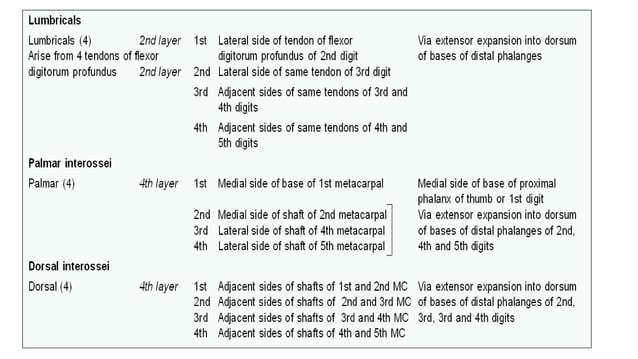 Lumbricals
Lumbricals (4) 2nd layer 1st Lateral side of tendon of flexor Via extensor expansion into dorsum
Arise from 4 tendons of flexor digitorum profundus of 2nd digit of bases of distal phalanges
digitorum profundus 2nd layer 2nd Lateral side of same tendon of 3rd digit
3rd Adjacent sides of same tendons of 3rd and
4th digits
4th Adjacent sides of same tendons of 4th and
5th digits
Palmar interossei
Palmar (4) 4th layer 1st Medial side of base of 1st metacarpal Medial side of base of proximal
phalanx of thumb or 1st digit
2nd Medial side of shaft of 2nd metacarpal Via extensor expansion into dorsum
3rd Lateral side of shaft of 4th metacarpal of bases of distal phalanges of 2nd,
4th Lateral side of shaft of 5th metacarpal 4th and 5th digits
Dorsal interossei
Dorsal (4) 4th layer 1st Adjacent sides of shafts of 1st and 2nd MC Via extensor expansion into dorsum
2nd Adjacent sides of shafts of 2nd and 3rd MC of bases of distal phalanges of 2nd,
3rd Adjacent sides of shafts of 3rd and 4th MC 3rd, 3rd and 4th digits
4th Adjacent sides of shafts of 4th and 5th MC